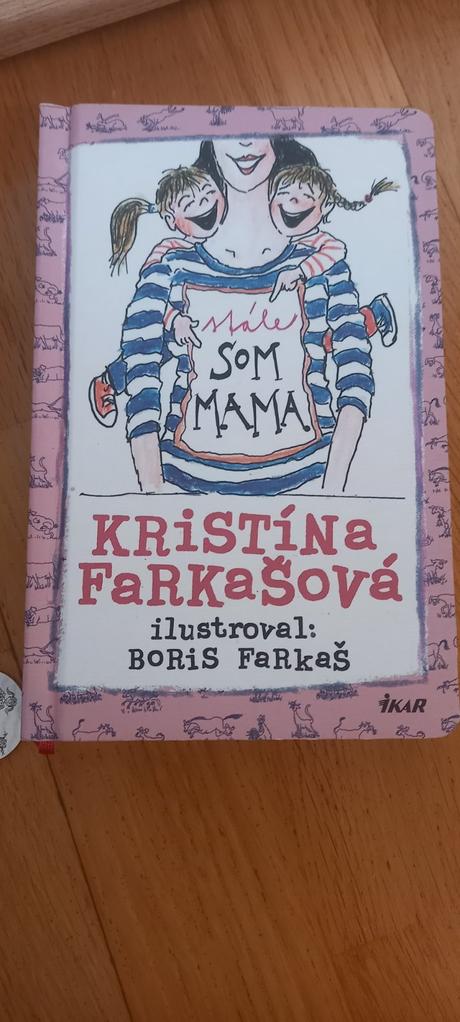 stále
SOM
MAMA
KRiSTÍNa
FaRKaŠOVá
ilustroval:
BORiS FaRKaŠ
iKAR